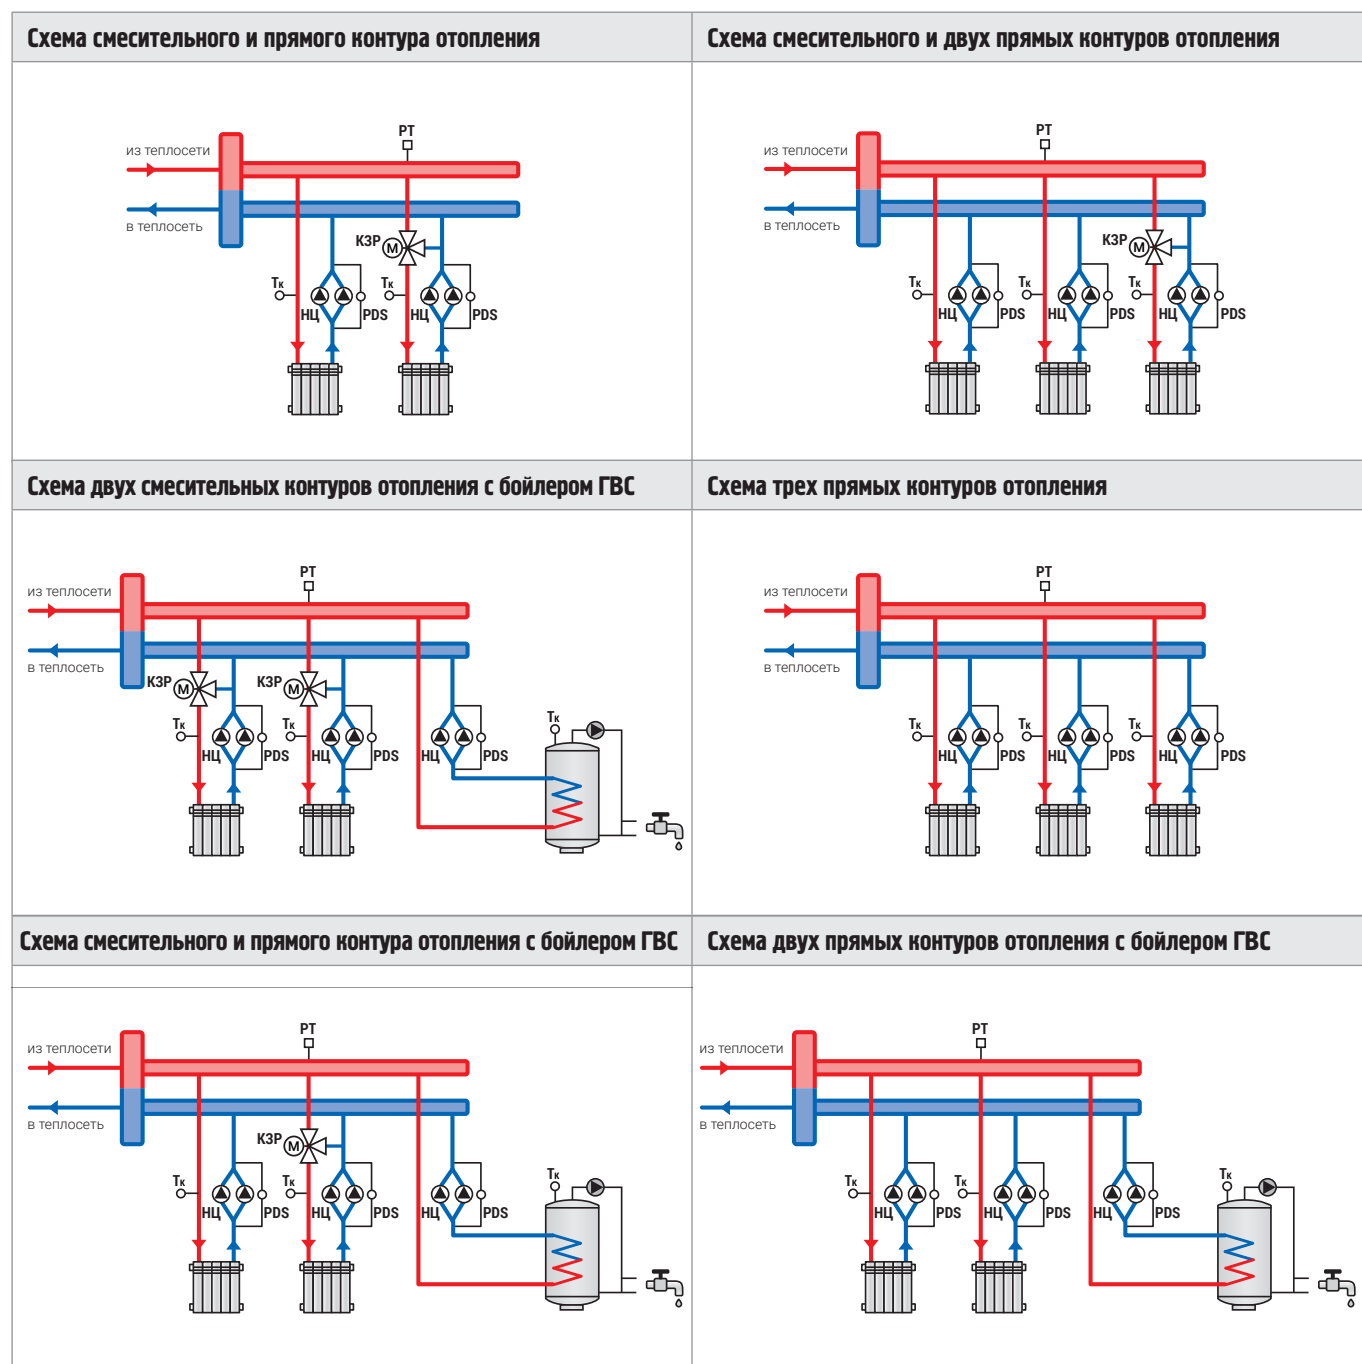 Схема смесительного и прямого контура отопления
РТ
из теплосети
в теплосеть
КЗР
М
Тк
Тк
НЦ
PDS
НЦ
PDS
Схема смесительного и двух прямых контуров отопления
РТ
из теплосети
в теплосеть
КЗР
М
Тк
Тк
Тк
НЦ
PDS
НЦ
PDS
НЦ
PDS
Схема двух смесительных контуров отопления с бойлером ГВС
РТ
из теплосети
в теплосеть
КЗР
М
КЗР
М
Тк
Тк
Тк
НЦ
PDS
НЦ
PDS
НЦ
PDS
Схема трех прямых контуров отопления
РТ
из теплосети
в теплосеть
Тк
Тк
Тк
НЦ
PDS
НЦ
PDS
НЦ
PDS
Схема смесительного и прямого контура отопления с бойлером ГВС
РТ
из теплосети
в теплосеть
КЗР
М
Тк
Тк
Тк
НЦ
PDS
НЦ
PDS
НЦ
PDS
Схема двух прямых контуров отопления с бойлером ГВС
РТ
из теплосети
в теплосеть
Тк
Тк
Тк
НЦ
PDS
НЦ
PDS
НЦ
PDS